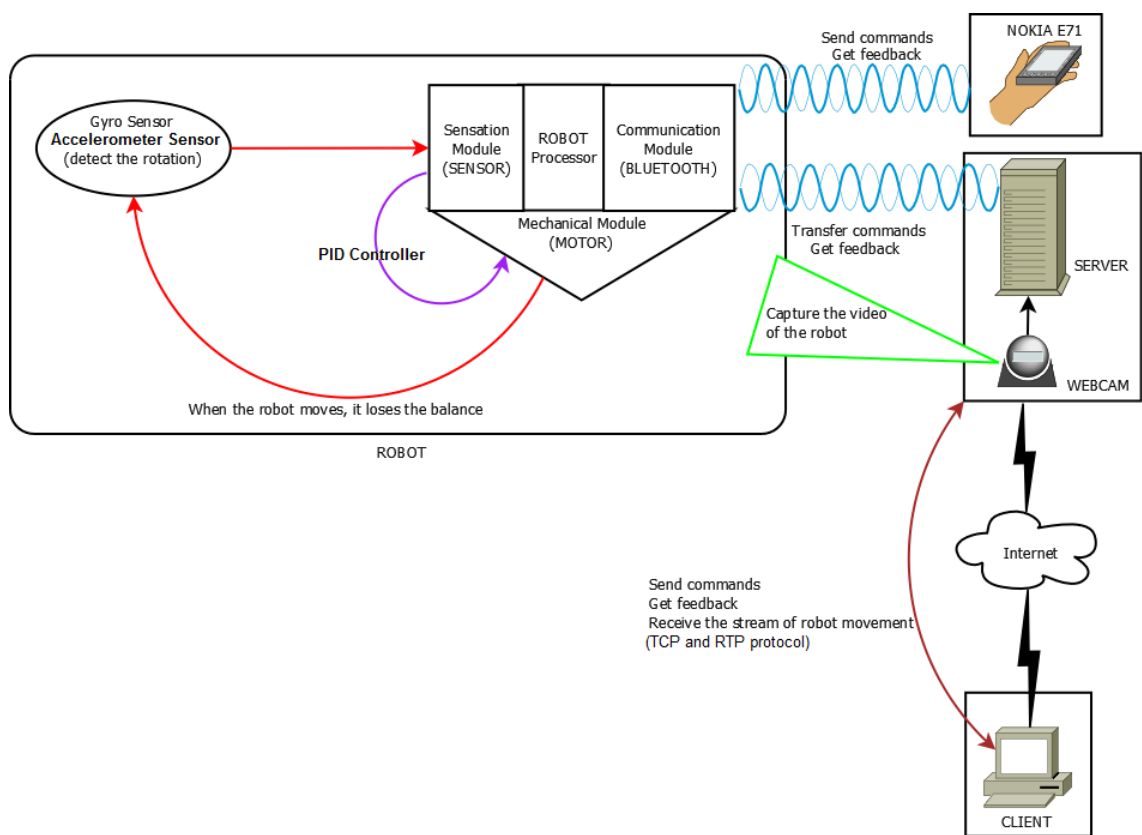 NOKIA E71
Send commands
Get feedback
Gyro Sensor
Accelerometer Sensor
(detect the rotation)
Sensation
Module
(SENSOR)
ROBOT
Processor
Communication
Module
(BLUETOOTH)
Mechanical Module
(MOTOR)
PID Controller
Transfer commands
Get feedback
SERVER
Capture the video
of the robot
WEBCAM
When the robot moves, it loses the balance
ROBOT
Internet
Send commands
Get feedback
Receive the stream of robot movement
(TCP and RTP protocol)
CLIENT